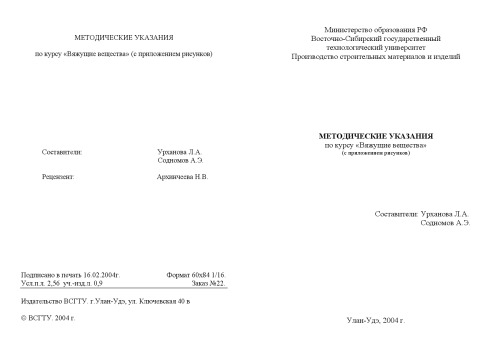 МЕТОДИЧЕСКИЕ УКАЗАНИЯ
по курсу «Вяжущие вещества» (с приложением рисунков)
Составители: Урханова Л.А.
Содномов А.Э.
Рецензент: Архинчеева Н.В.
Подписано в печать 16.02.2004г. Формат 60х84 1/16.
Усл.п.л. 2,56 уч.-изд.л. 0,9 Заказ №22.
Издательство ВСГТУ. г.Улан-Удэ, ул. Ключевская 40 в
© ВСГТУ. 2004 г.
Министерство образования РФ
Восточно-Сибирский государственный
технологический университет
Производство строительных материалов и изделий
МЕТОДИЧЕСКИЕ УКАЗАНИЯ
по курсу «Вяжущие вещества»
(с приложением рисунков)
Составители: Урханова Л.А.
Содномов А.Э.
Улан-Удэ, 2004 г.